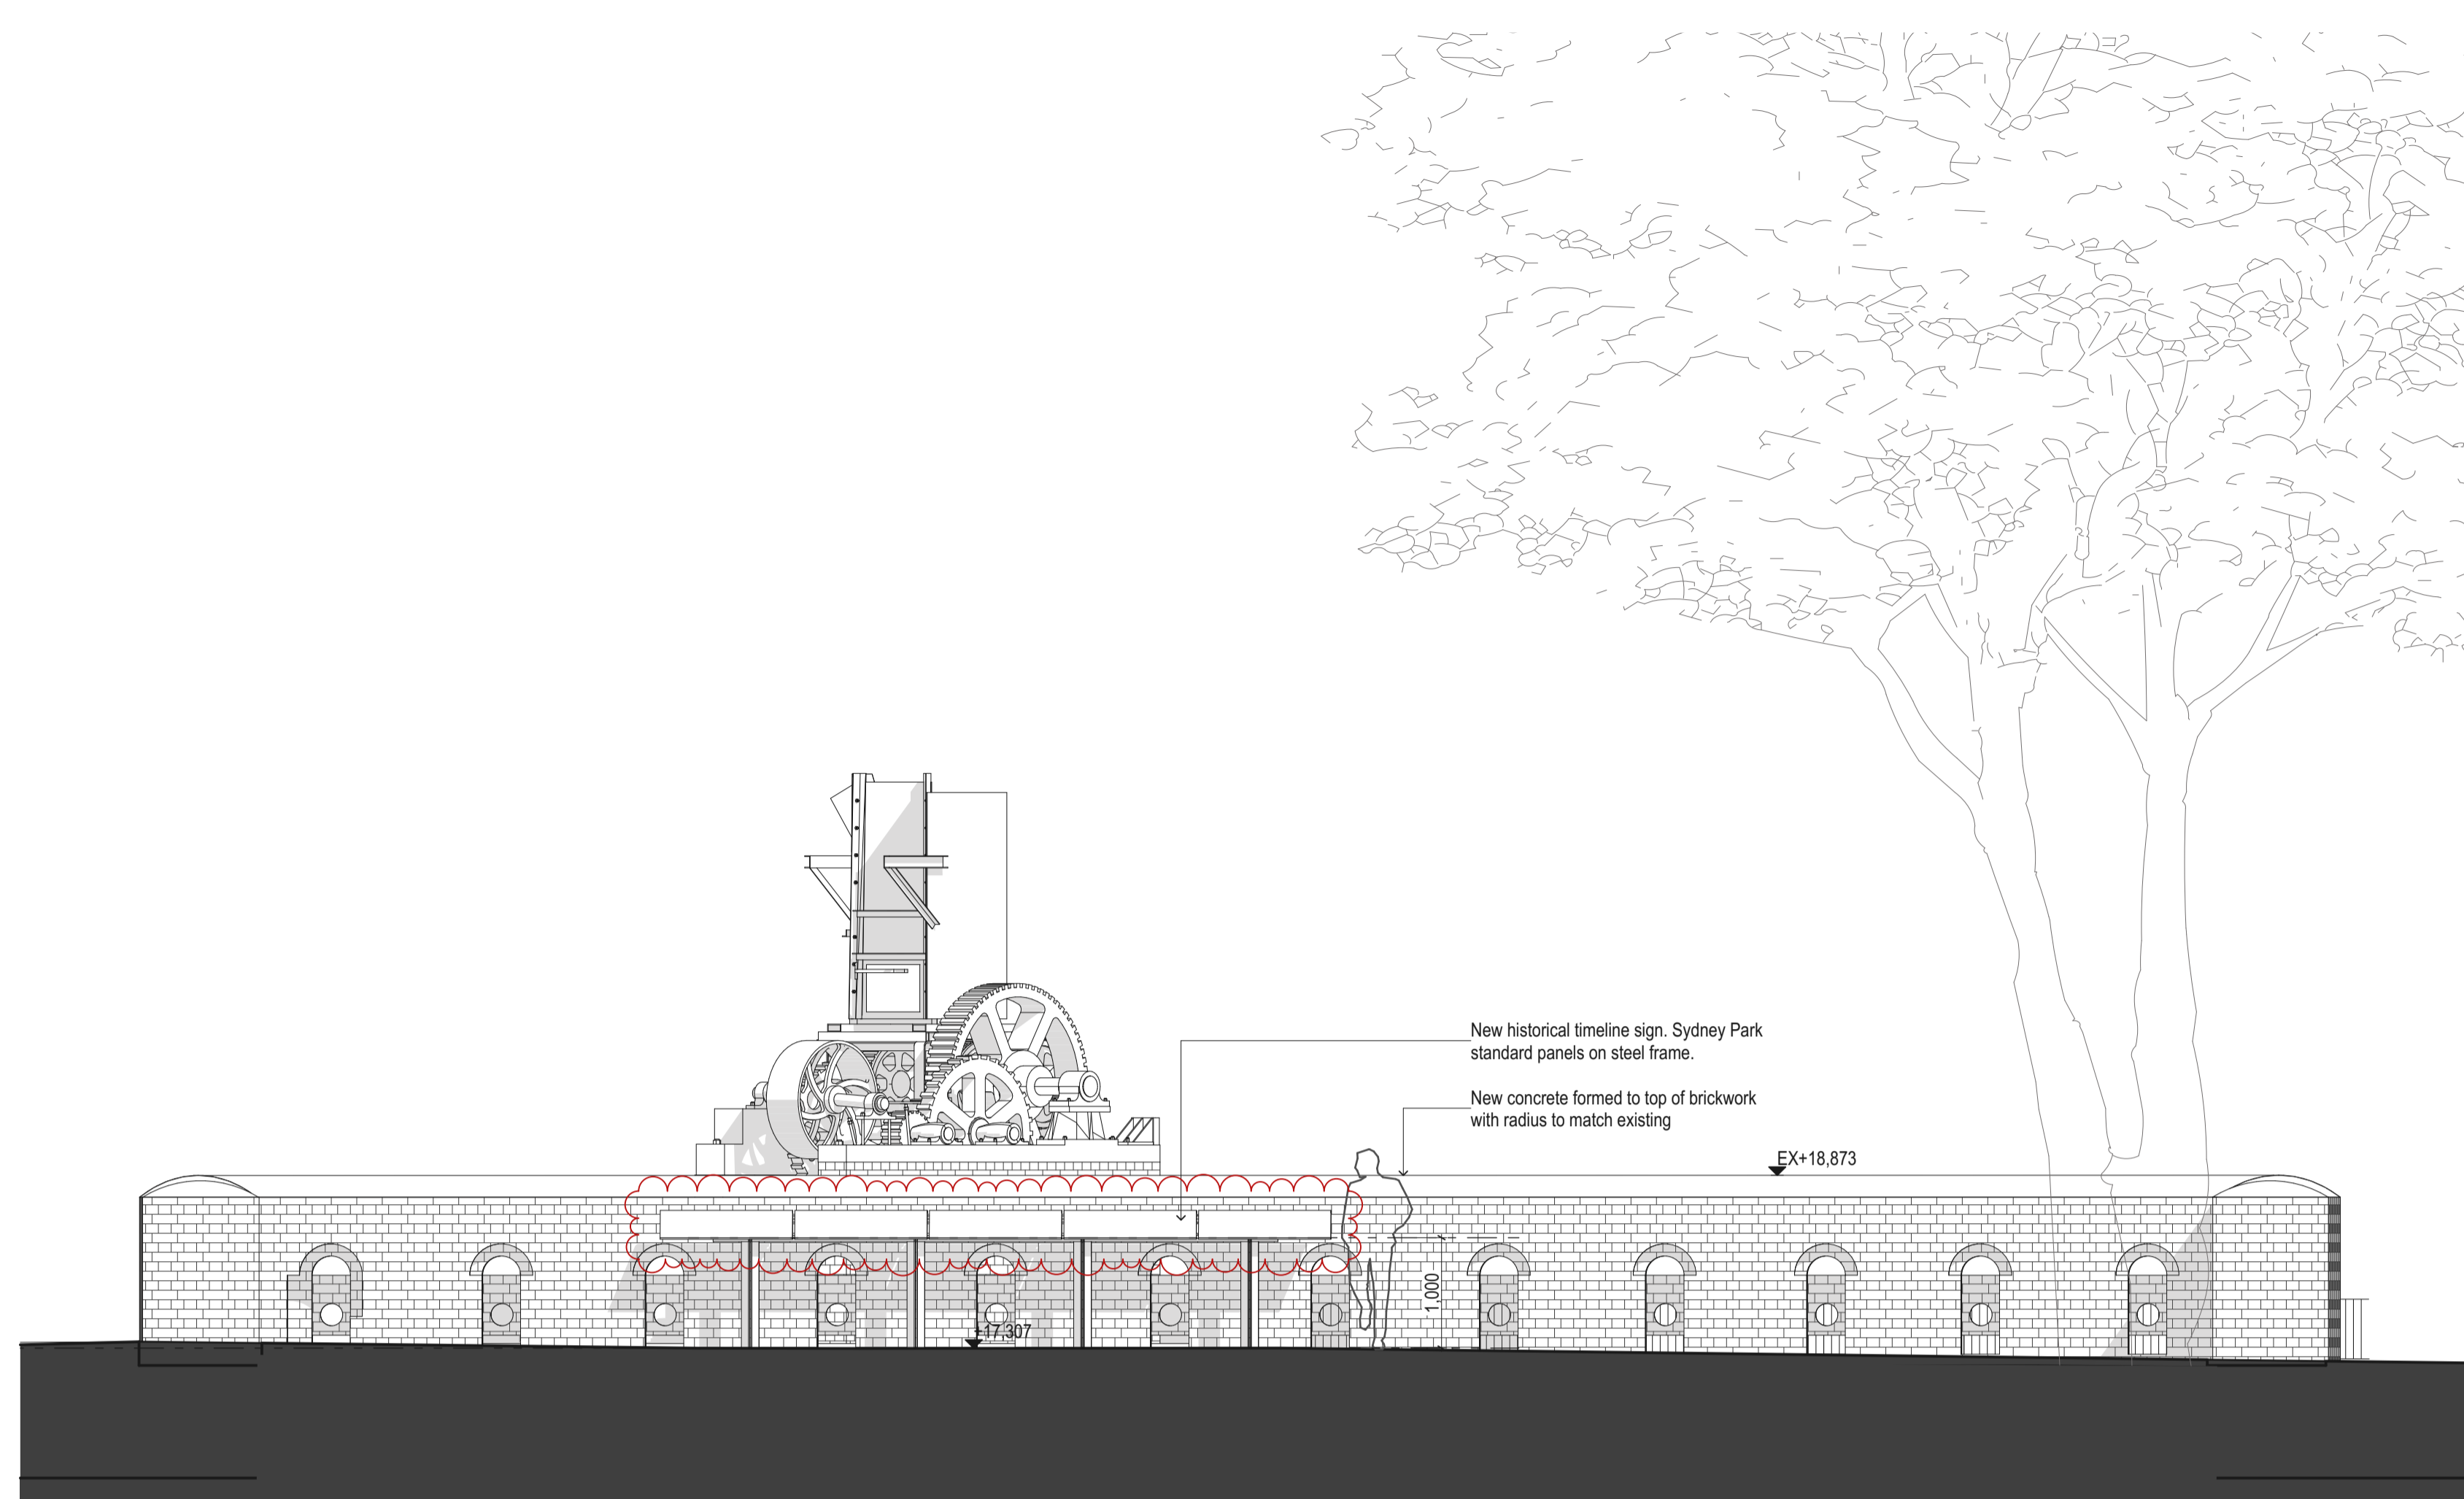 New historical timeline sign. Sydney Park
standard panels on steel frame.
New concrete formed to top of brickwork
with radius to match existing
EX+18,873
1,000
+17,307